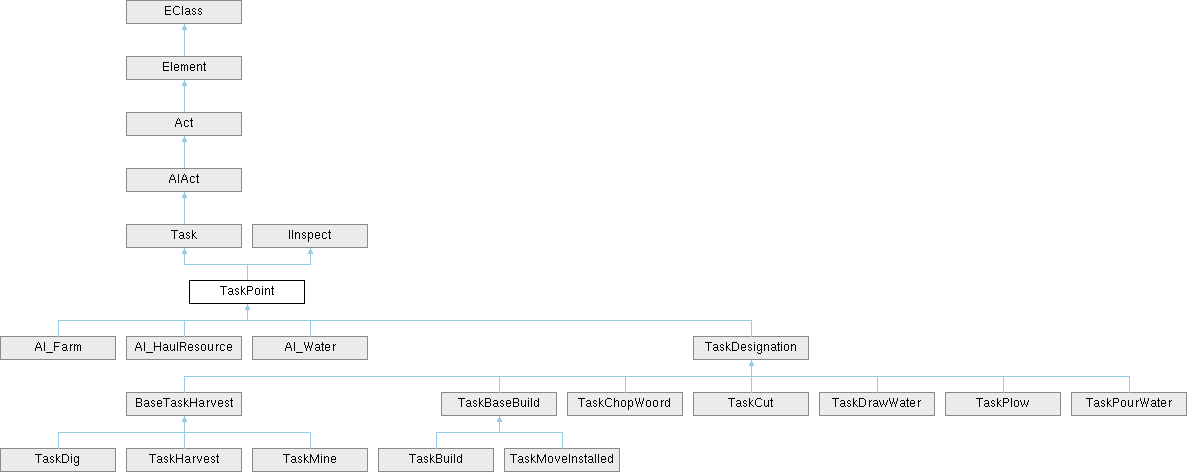 EClass
Element
Act
AIAct
Task
IInspect
TaskPoint
AI_Farm
AI_HaulResource
AI_Water
TaskDesignation
BaseTaskHarvest
TaskBaseBuild
TaskChopWoord
TaskCut
TaskDrawWater
TaskPlow
TaskPourWater
TaskDig
TaskHarvest
TaskMine
TaskBuild
TaskMoveInstalled